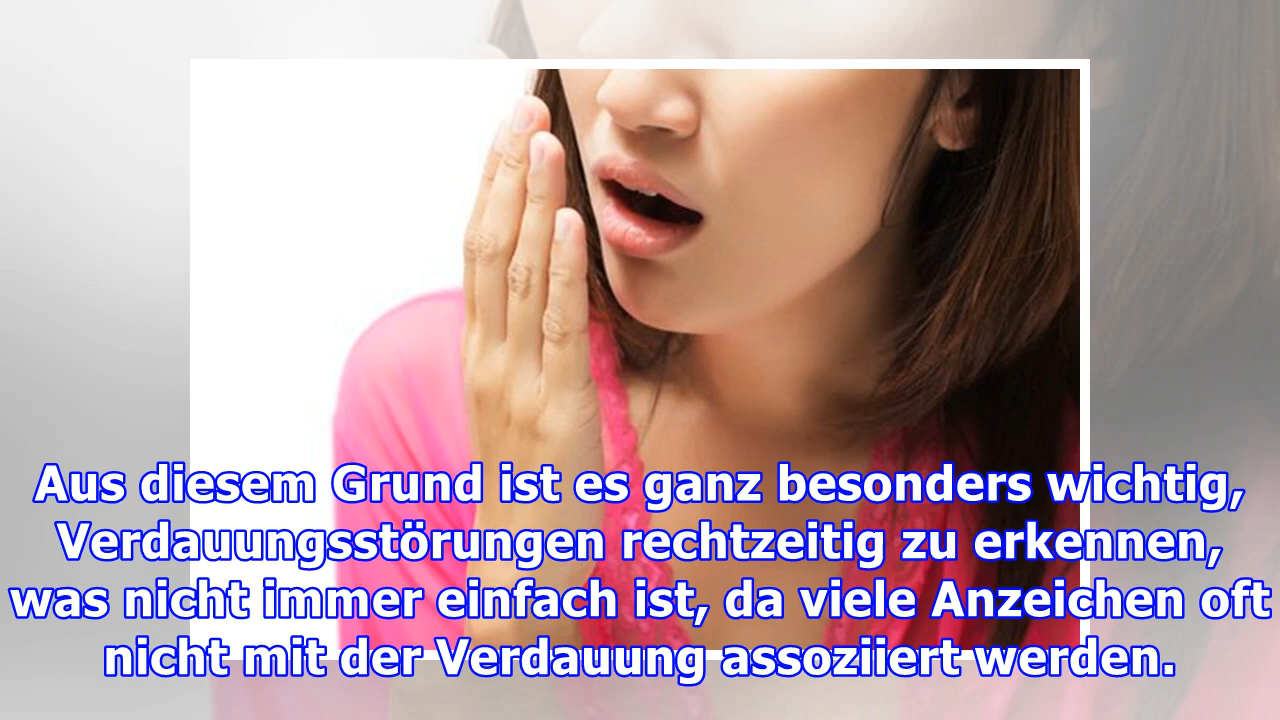 Aus diesem Grund ist es ganz besonders wichtig,
Verdauungsstörungen rechtzeitig zu erkennen,
was nicht immer einfach ist, da viele Anzeichen oft
nicht mit der Verdauung assoziiert werden.